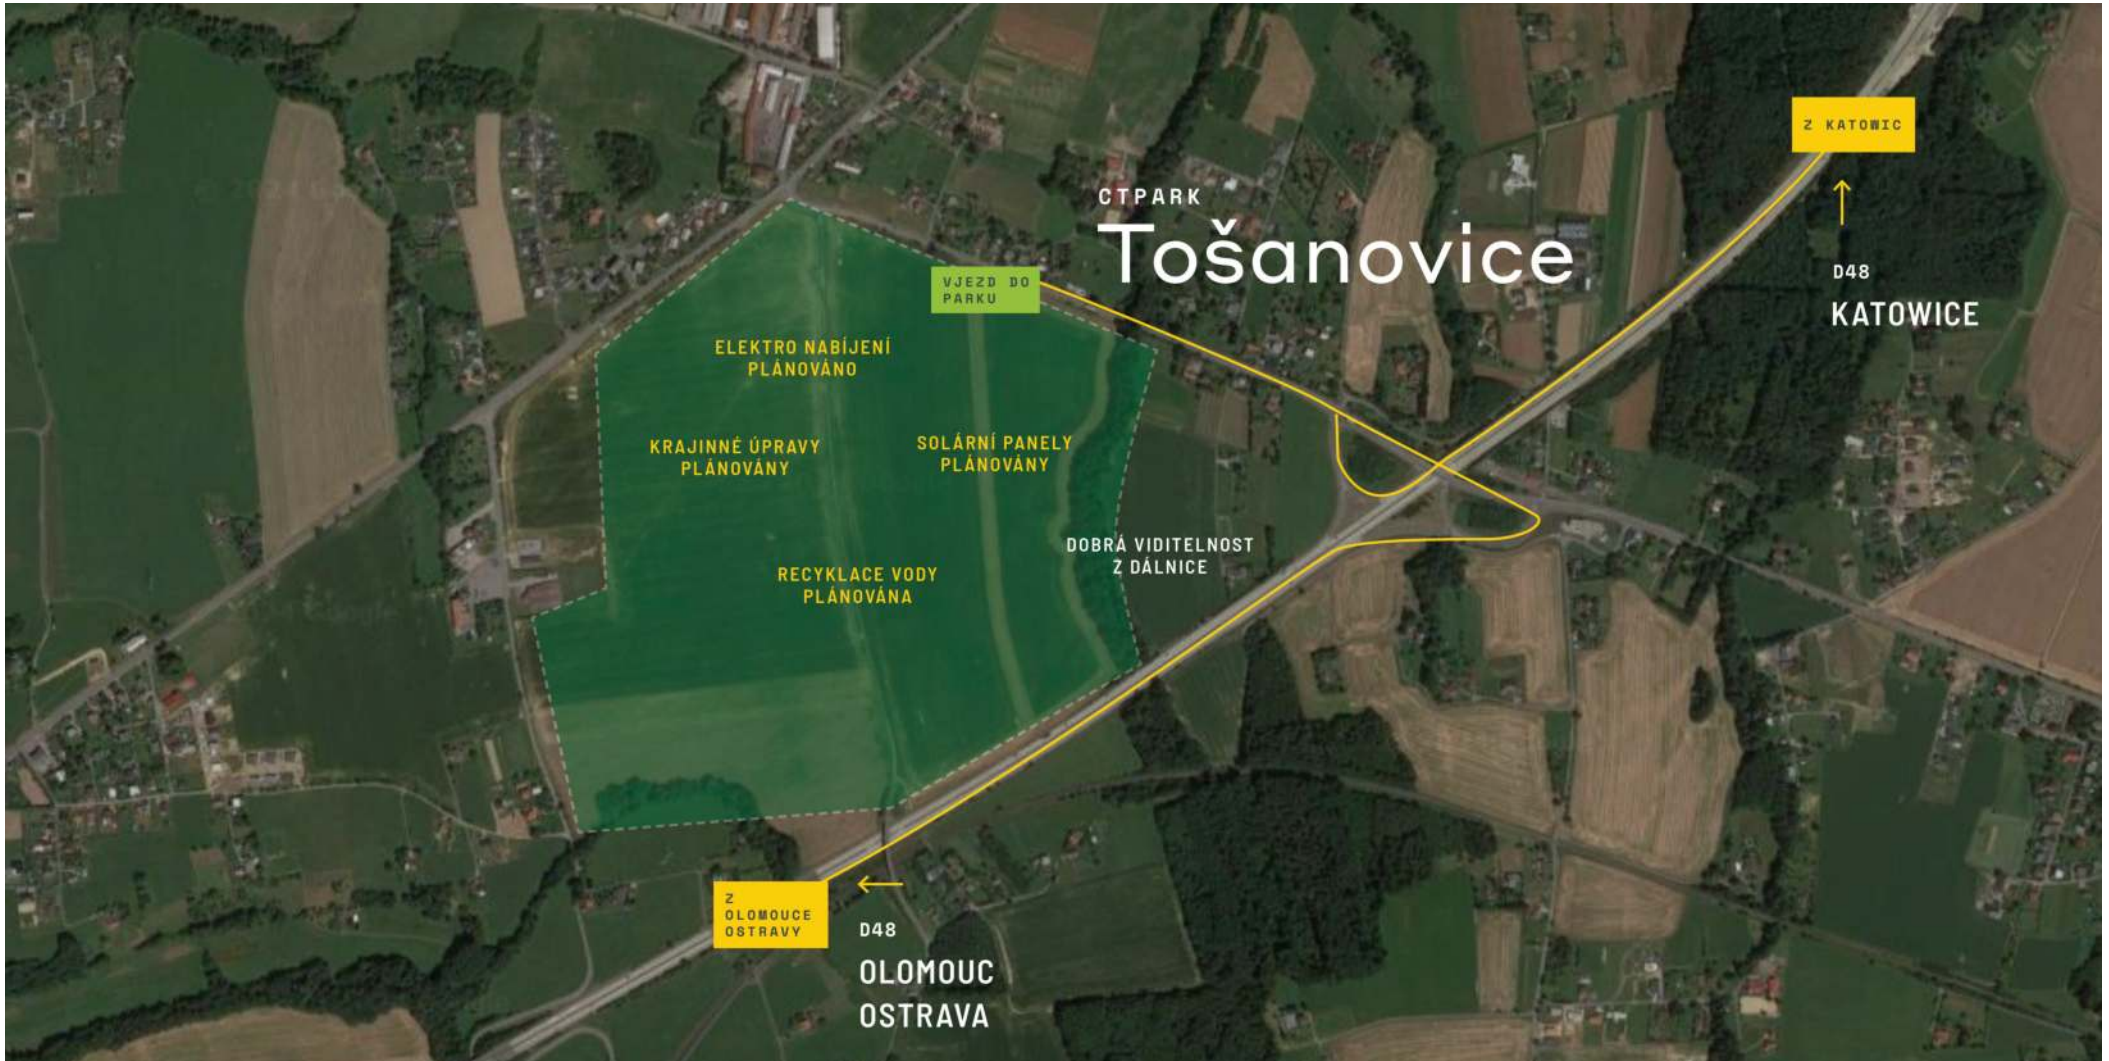 Z KATOWIC
CTPARK
Tošanovice
D48
KATOWICE
VJEZD DO
PARKU
ELEKTRO NABÍJENÍ
PLÁNOVÁNO
KRAJINNÉ ÚPRAVY
PLÁNOVÁNY
SOLÁRNÍ PANELY
PLÁNOVÁNY
DOBRÁ VIDITELNOST
Z DÁLNICE
RECYKLACE VODY
PLÁNOVÁNA
Z
OLOMOUCE
OSTRAVY
D48
OLOMOUC
OSTRAVA